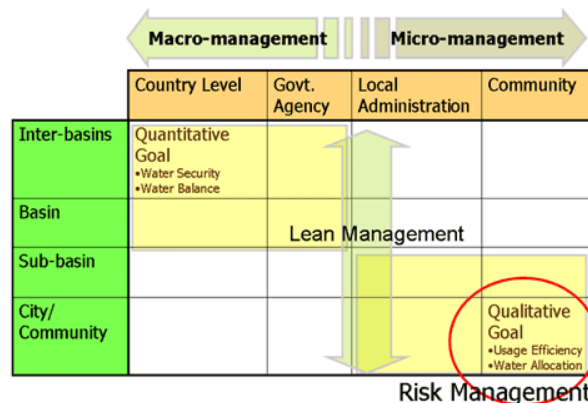 Macro-management
Micro-management
Country Level
Govt.
Agency
Local
Administration
Community
Inter-basins
Quantitative
Goal
•Water Security
•Water Balance
Basin
Lean Management
Sub-basin
City/
Community
Qualitative
Goal
•Usage Efficiency
•Water Allocation
Risk Management